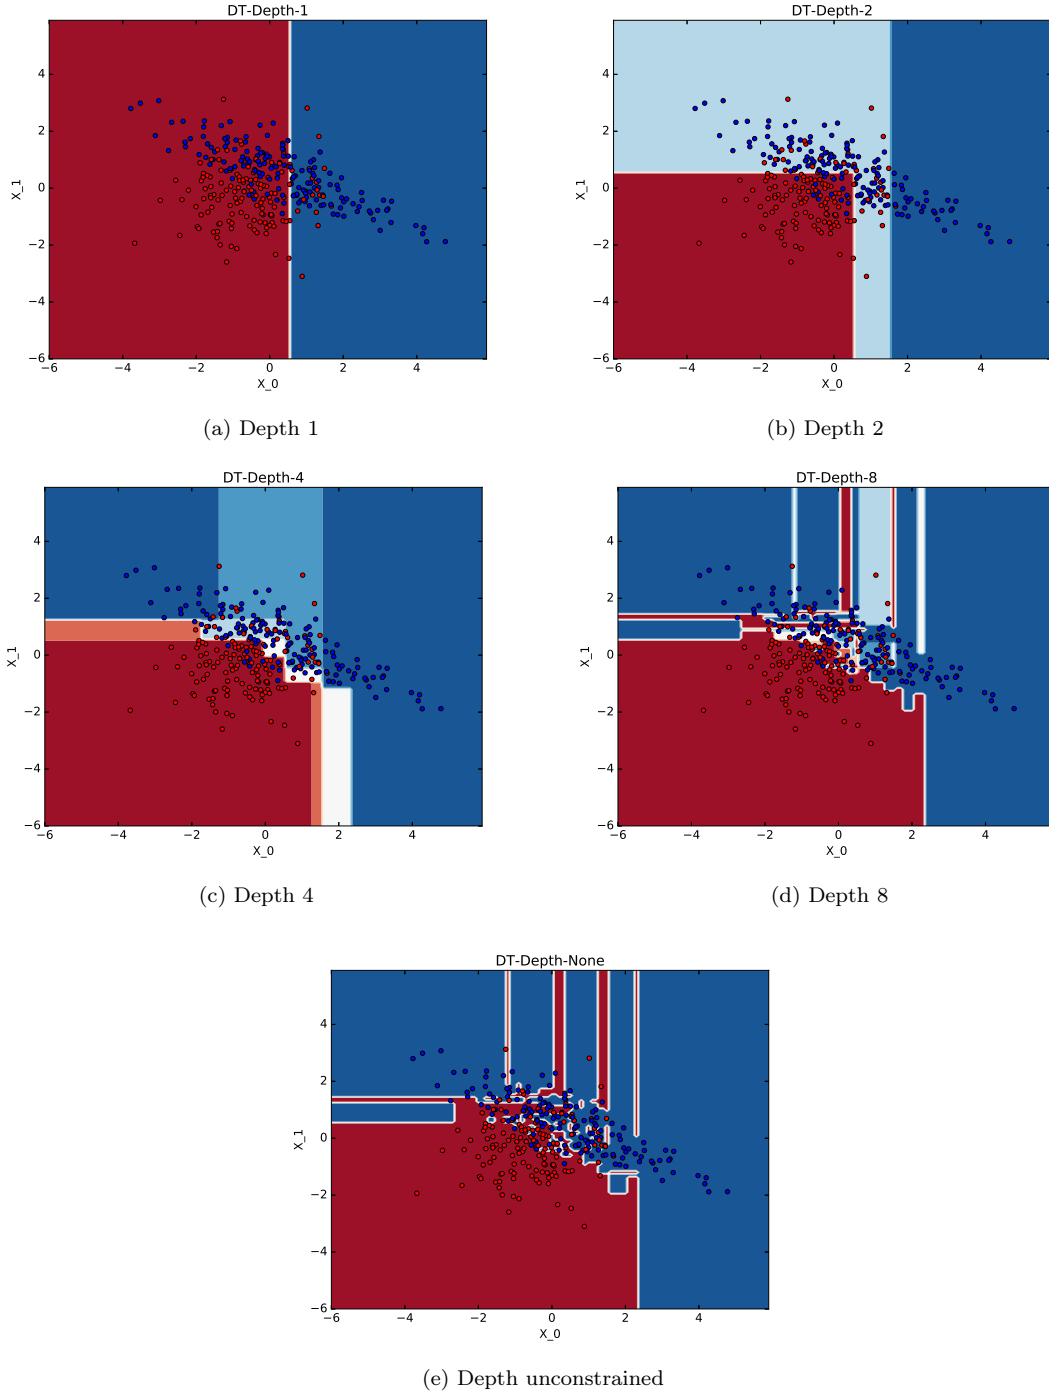 DT-Depth-1
4
2
0
−2
−4
−6
X_1
−6 −4 −2 0 2 4
X_0
(a) Depth 1
DT-Depth-2
4
2
0
−2
−4
−6
X_1
−6 −4 −2 0 2 4
X_0
(b) Depth 2
DT-Depth-4
4
2
0
−2
−4
−6
X_1
−6 −4 −2 0 2 4
X_0
(c) Depth 4
DT-Depth-8
4
2
0
−2
−4
−6
X_1
−6 −4 −2 0 2 4
X_0
(d) Depth 8
DT-Depth-None
4
2
0
−2
−4
−6
X_1
−6 −4 −2 0 2 4
X_0
(e) Depth unconstrained